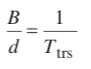 B/d = 1/T_trs